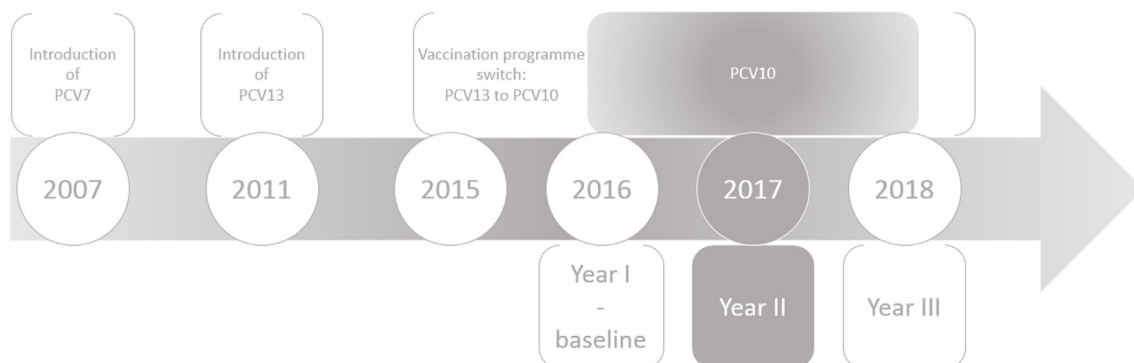 Introduction
of
PCV7
Introduction
of
PCV13
Vaccination programme
switch:
PCV13 to PCV10
PCV10
2007
2011
2015
2016
2017
2018
Year I
-
baseline
Year II
Year III